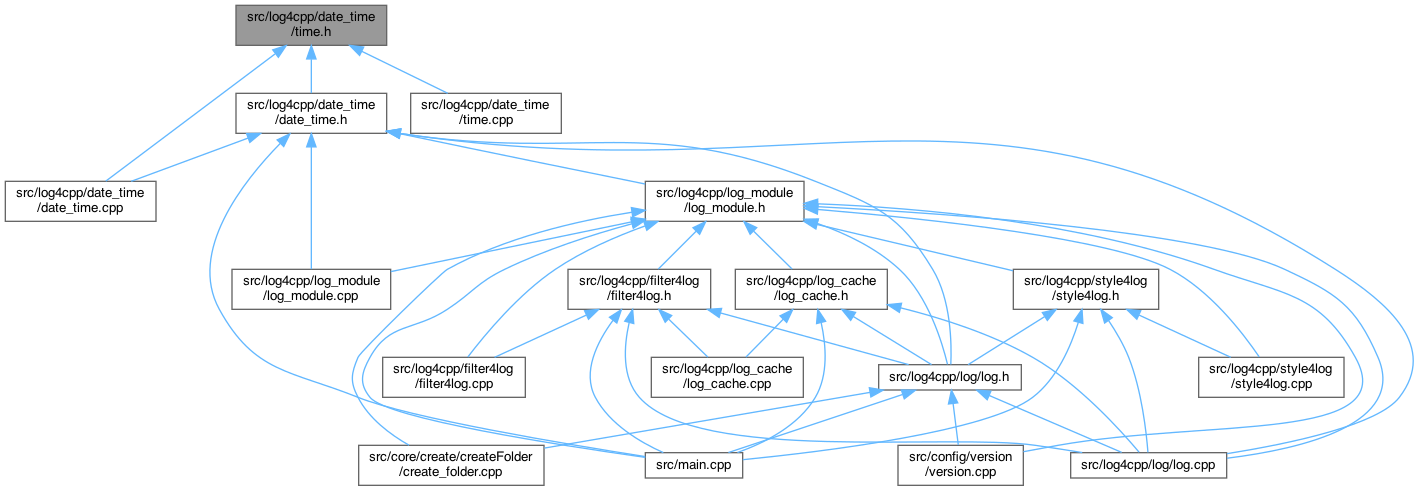 src/log4cpp/date_time
/time.h
src/log4cpp/date_time
/date_time.h
src/log4cpp/date_time
/time.cpp
src/log4cpp/date_time
/date_time.cpp
src/log4cpp/log_module
/log_module.h
src/log4cpp/log_module
/log_module.cpp
src/log4cpp/filter4log
/filter4log.h
src/log4cpp/log_cache
/log_cache.h
src/log4cpp/style4log
/style4log.h
src/log4cpp/filter4log
/filter4log.cpp
src/log4cpp/log_cache
/log_cache.cpp
src/log4cpp/log/log.h
src/log4cpp/style4log
/style4log.cpp
src/core/create/createFolder
/create_folder.cpp
src/main.cpp
src/config/version
/version.cpp
src/log4cpp/log/log.cpp